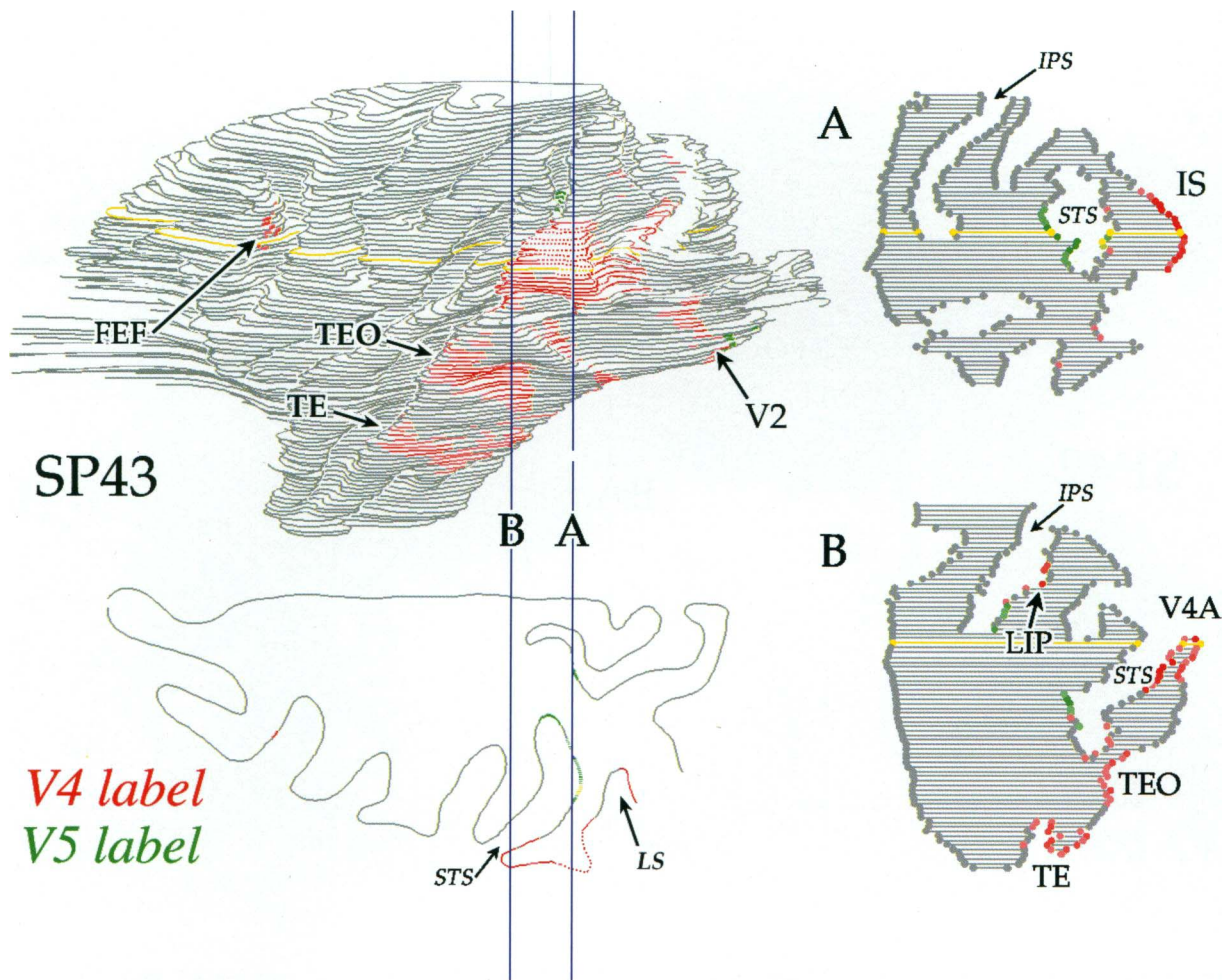 IPS
A
IS
STS
FEF
TEO
TE
V2
SP43
B
A
IPS
B
V4A
LIP
STS
TEO
TE
V4 label
V5 label
STS
LS